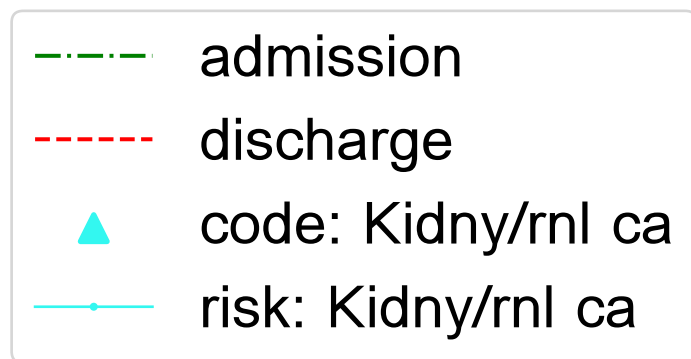 admission
discharge
code: Kidny/rnl ca
risk: Kidny/rnl ca